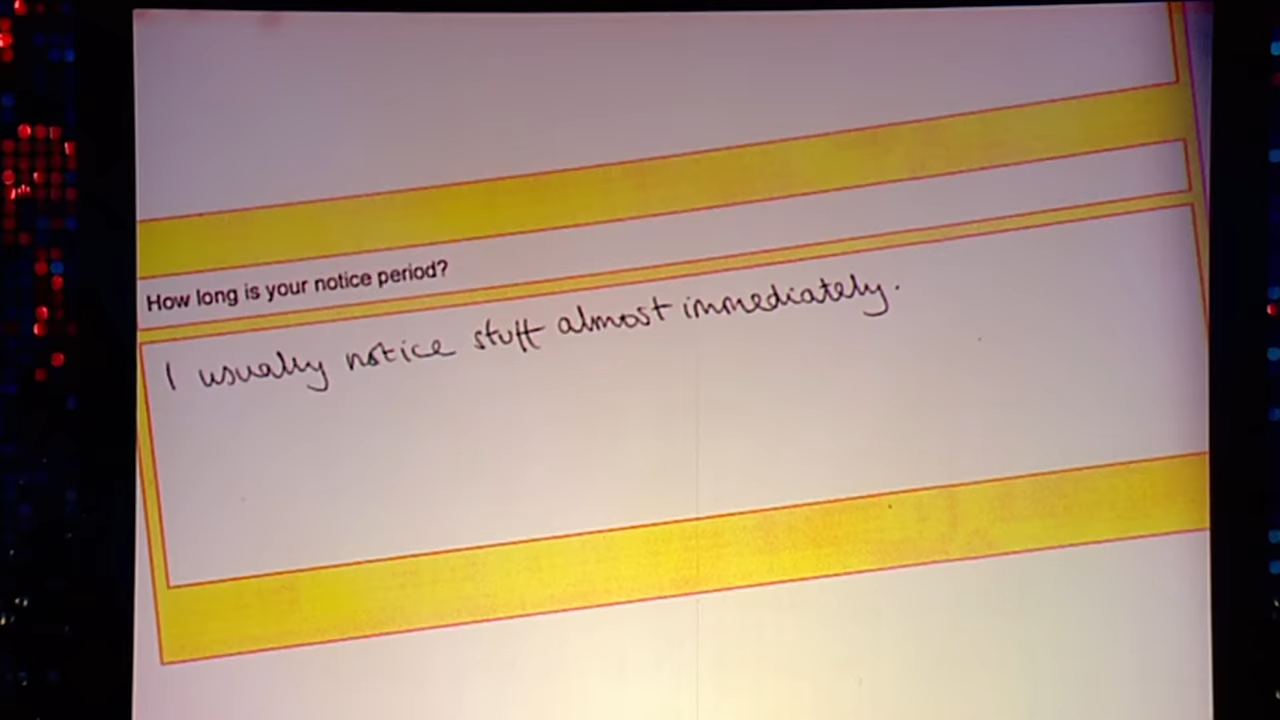 How long is your notice period?
I usually notice stuff almost immediately.